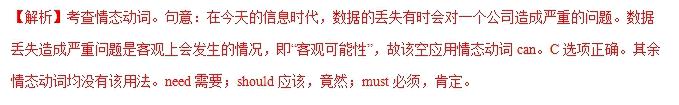 【解析】考查情态动词。句意：在今天的信息时代，数据的丢失有时会对一个公司造成严重的问题。数据
丢失造成严重问题是客观上会发生的情况，即“客观可能性”，故该空应用情态动词 can。C 选项正确。其余
情态动词均没有该用法。need 需要；should 应该，竟然；must 必须，肯定。